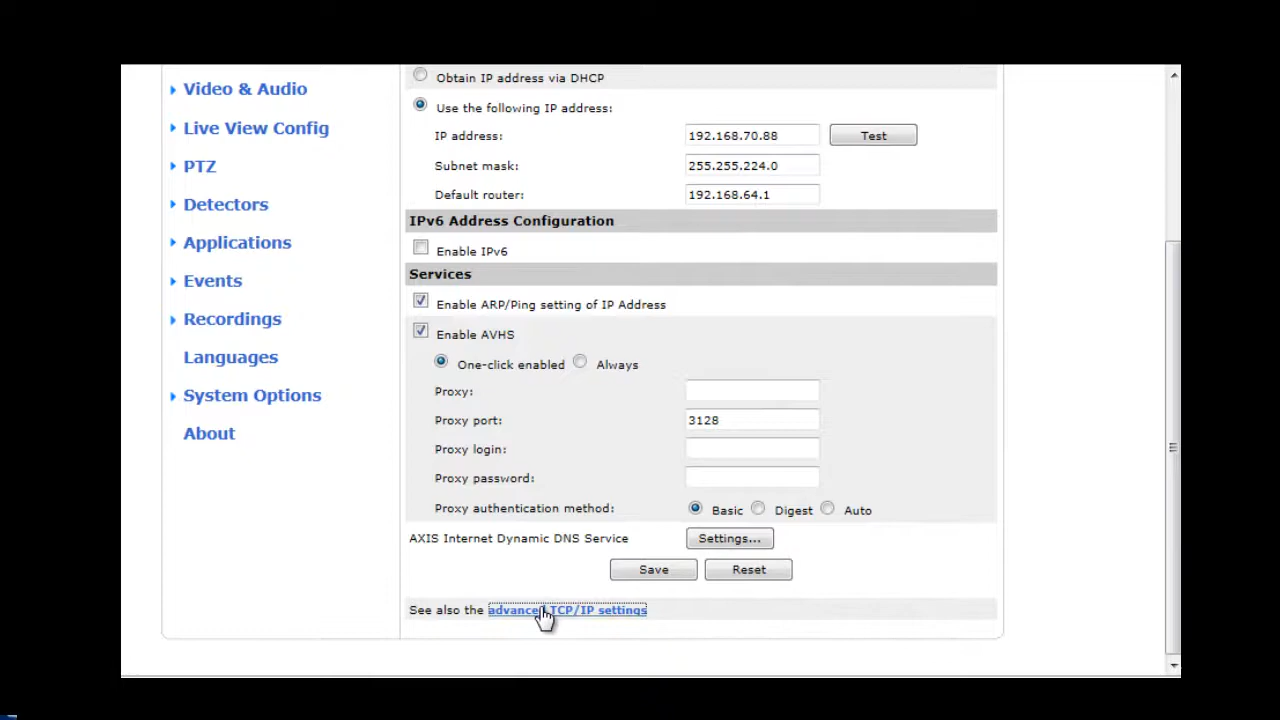 Video & Audio
Live View Config
PTZ
Detectors
Applications
Events
Recordings
Languages
System Options
About
Obtain IP address via DHCP
Use the following IP address:
IP address: 192.168.70.88 Test
Subnet mask: 255.255.224.0
Default router: 192.168.64.1
IPv6 Address Configuration
Enable IPv6
Services
Enable ARP/Ping setting of IP Address
Enable AVHS
One-click enabled Always
Proxy:
Proxy port: 3128
Proxy login:
Proxy password:
Proxy authentication method: Basic Digest Auto
AXIS Internet Dynamic DNS Service Settings...
Save Reset
See also the advanced TCP/IP settings